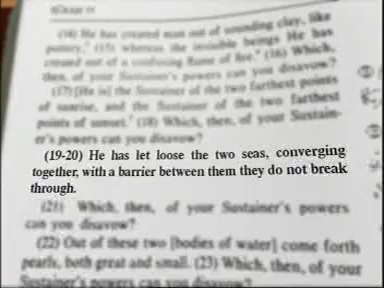 (14) He has created man out of sounding clay, like
pottery, (15) whereas the invisible beings He has
created out of a confusing flame of fire. (16) Which,
then, of your Sustainer's powers can you disavow?
(17) [He is] the Sustainer of the two farthest points
of sunrise, and the Sustainer of the two farthest
points of sunset. (18) Which, then, of your Sustain-
er's powers can you disavow?
(19-20) He has let loose the two seas, converging
together, with a barrier between them they do not break
through.
(21) Which, then, of your Sustainer's powers
can you disavow?
(22) Out of these two [bodies of water] come forth
pearls, both great and small. (23) Which, then, of your
Sustainer's powers can you disavow?